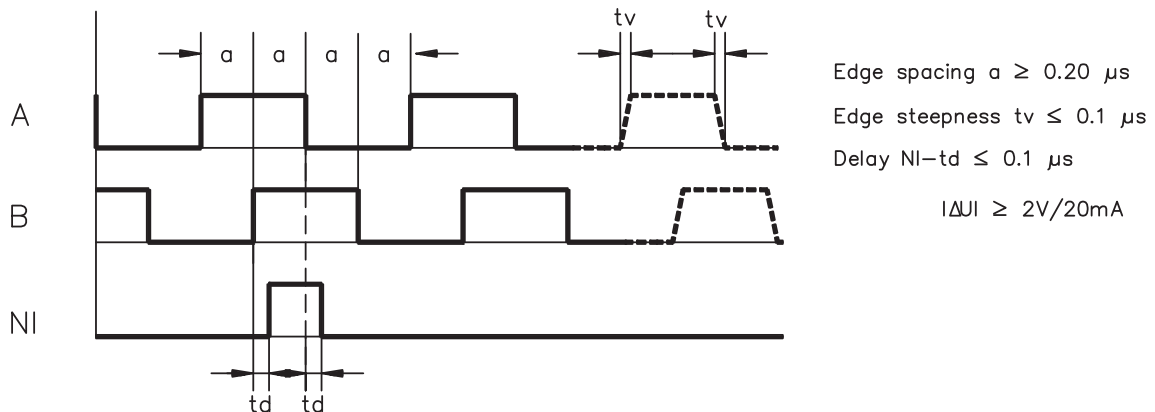 tv tv
a a a a
A
B
NI
td td
Edge spacing a ≥ 0.20 µs
Edge steepness tv ≤ 0.1 µs
Delay NI-td ≤ 0.1 µs
IΔUI ≥ 2V/20mA